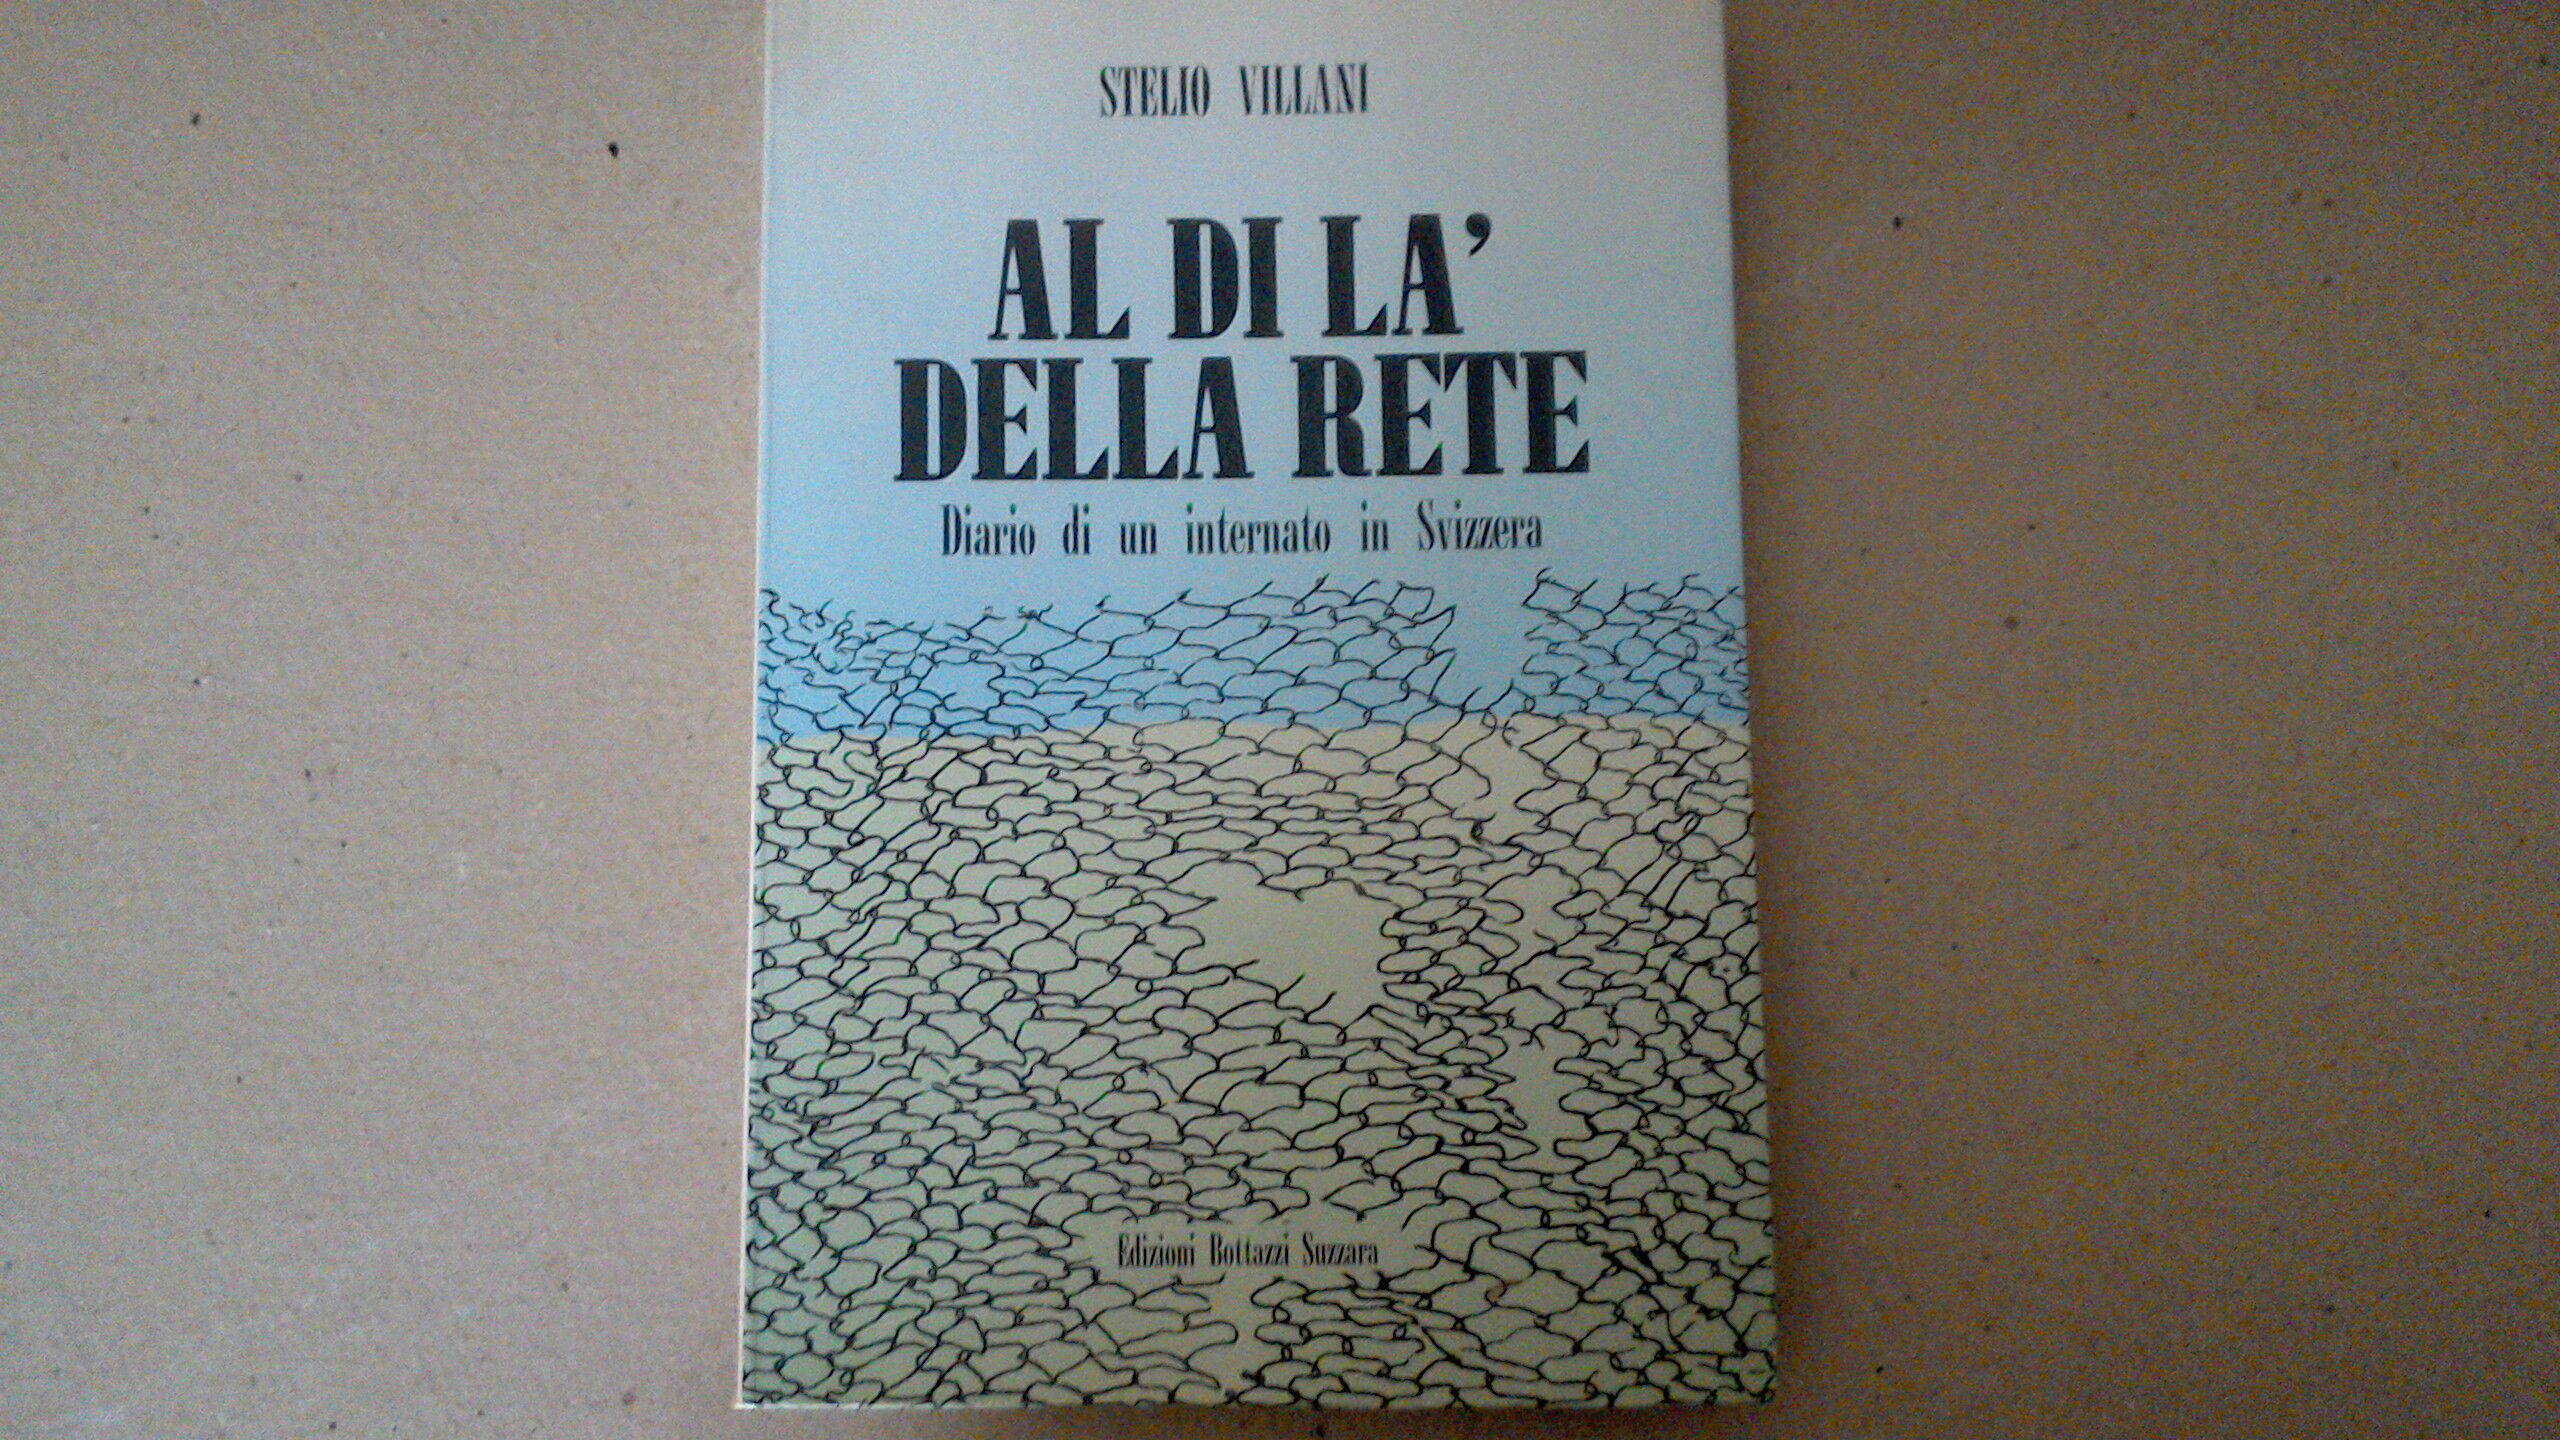 STELIO VILLANI
AL DI LA'
DELLA RETE
Diario di un internato in Svizzera
Edizioni Bottazzi Suzzara